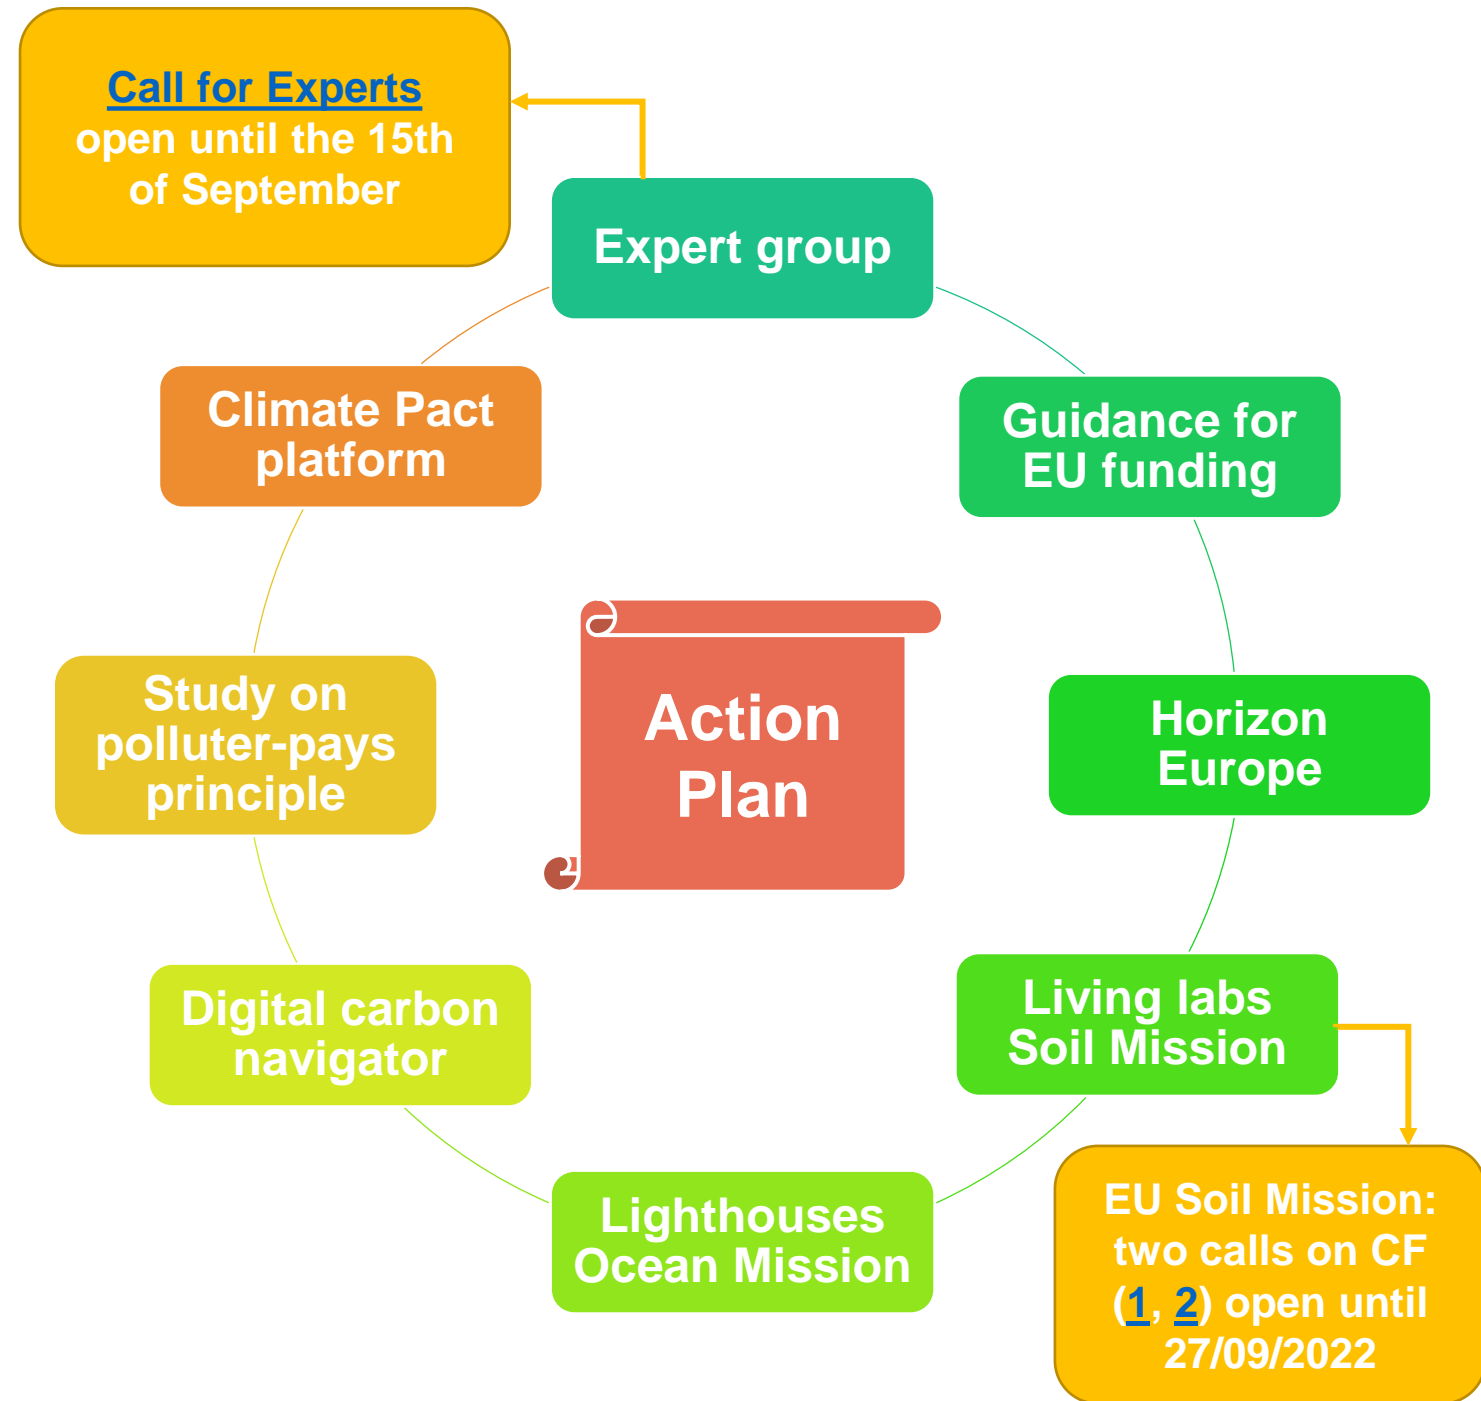 Call for Experts
open until the 15th
of September
Expert group
Climate Pact
platform
Guidance for
EU funding
Study on
polluter-pays
principle
Action
Plan
Horizon
Europe
Digital carbon
navigator
Living labs
Soil Mission
Lighthouses
Ocean Mission
EU Soil Mission:
two calls on CF
(1, 2) open until
27/09/2022